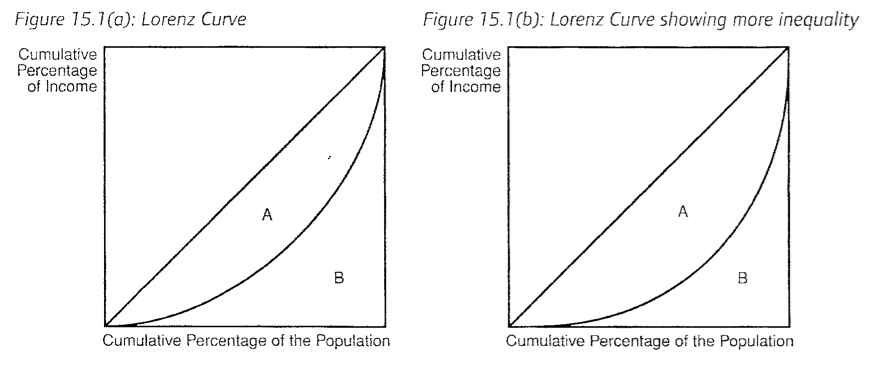 Figure 15.1(a): Lorenz Curve
Cumulative
Percentage
of Income
A
B
Cumulative Percentage of the Population
Figure 15.1(b): Lorenz Curve showing more inequality
Cumulative
Percentage
of Income
A
B
Cumulative Percentage of the Population